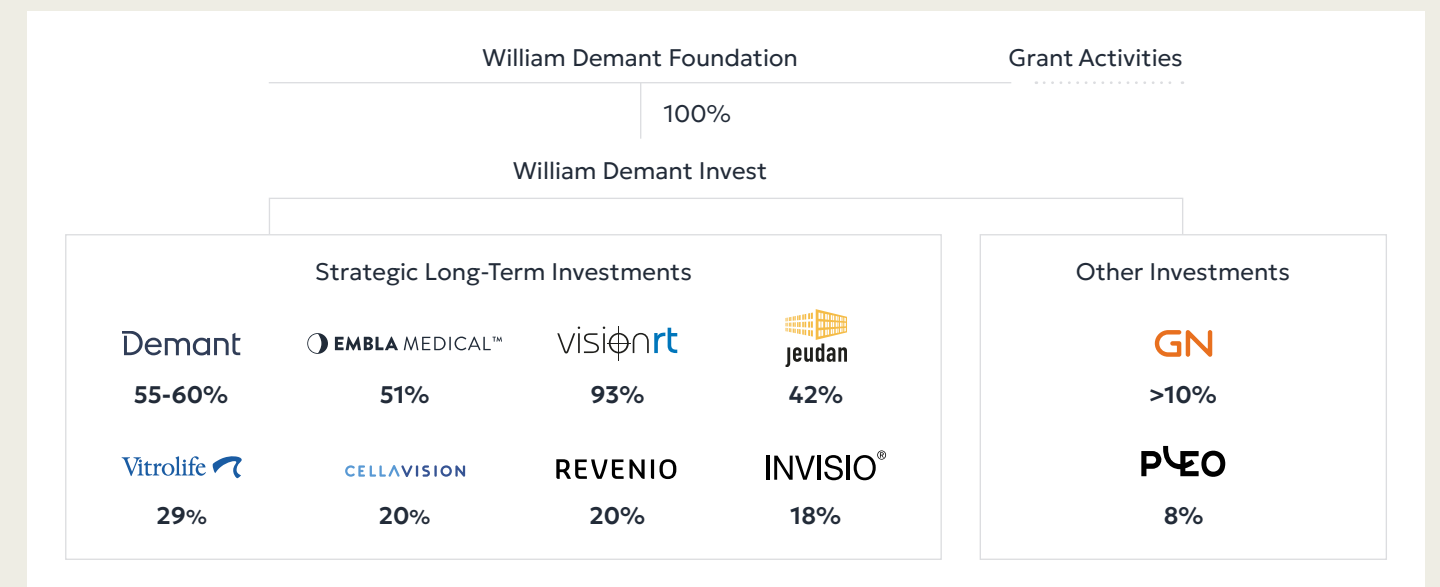 William Demant Foundation
Grant Activities
100%
William Demant Invest
Strategic Long-Term Investments
Demant
EMBLA MEDICAL™
visionrt
jeudan
55-60%
51%
93%
42%
Vitrolife
CELLAVISION
REVENIO
INVISIO®
29%
20%
20%
18%
Other Investments
GN
>10%
PLEO
8%